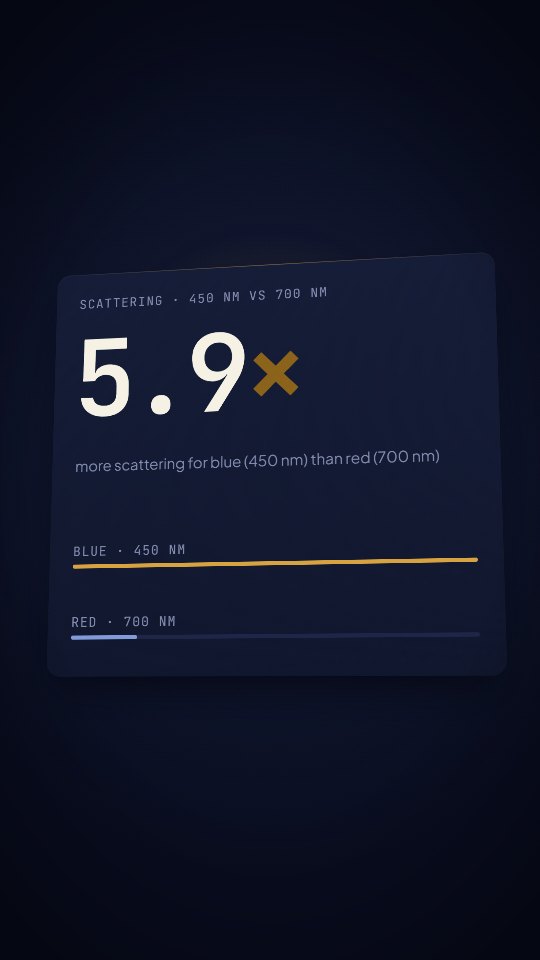 SCATTERING · 450 NM VS 700 NM
5.9×
more scattering for blue (450 nm) than red (700 nm)
BLUE · 450 NM
RED · 700 NM